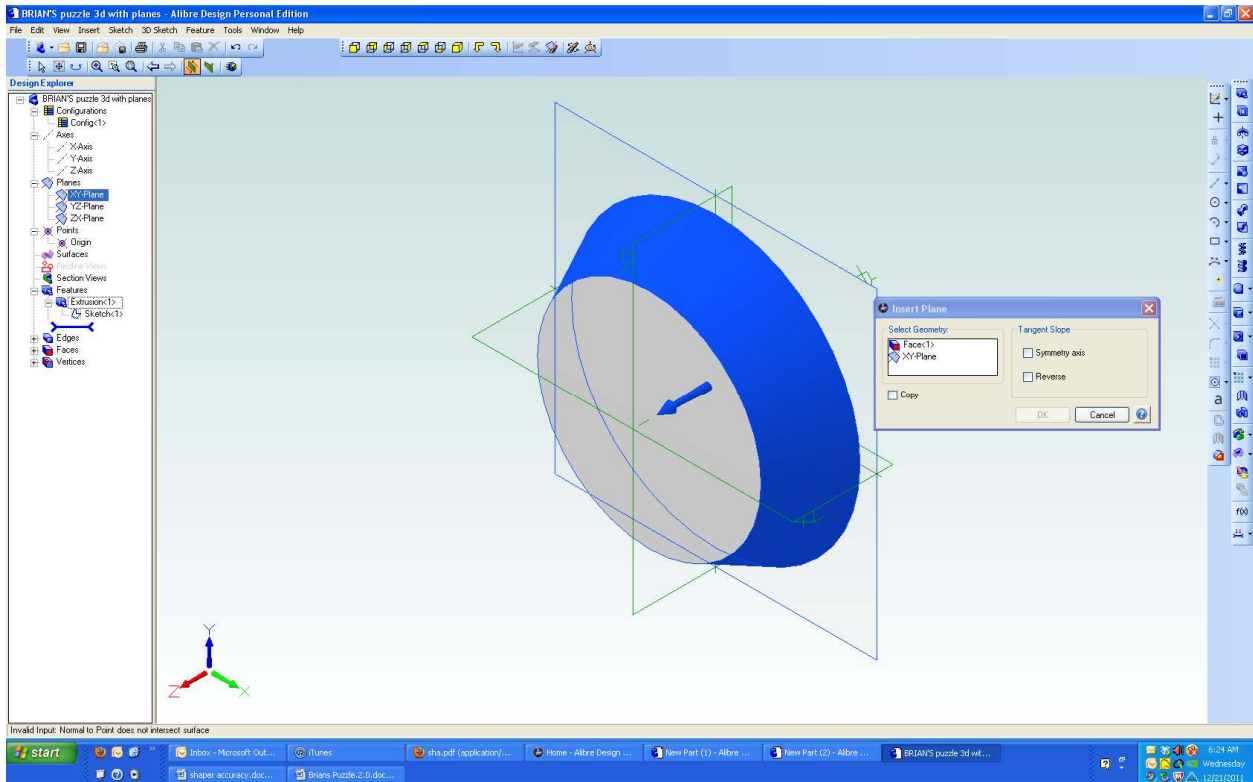 BRIAN'S puzzle 3d with planes - Alibre Design Personal Edition
File Edit View Insert Sketch 3D Sketch Feature Tools Window Help
Design Explorer
BRIAN'S puzzle 3d with planes
Configurations
Config<1>
Axes
X-Axis
Y-Axis
Z-Axis
Planes
XY-Plane
YZ-Plane
ZX-Plane
Points
Origin
Surfaces
Redline Views
Section Views
Features
Extrusion<1>
Sketch<1>
Edges
Faces
Vertices
XY
Insert Plane
Select Geometry:
Face<1>
XY-Plane
Copy
Tangent Slope
Symmetry axis
Reverse
OK Cancel
a
f(x)
Y
Z X
Invalid Input: Normal to Point does not intersect surface
start
Inbox - Microsoft Out... iTunes sha.pdf (application/... Home - Alibre Design ... New Part (1) - Alibre ... New Part (2) - Alibre ... BRIAN'S puzzle 3d wit...
shaper accuracy.doc... Brians Puzzle.2.0.doc...
6:24 AM
Wednesday
12/21/2011